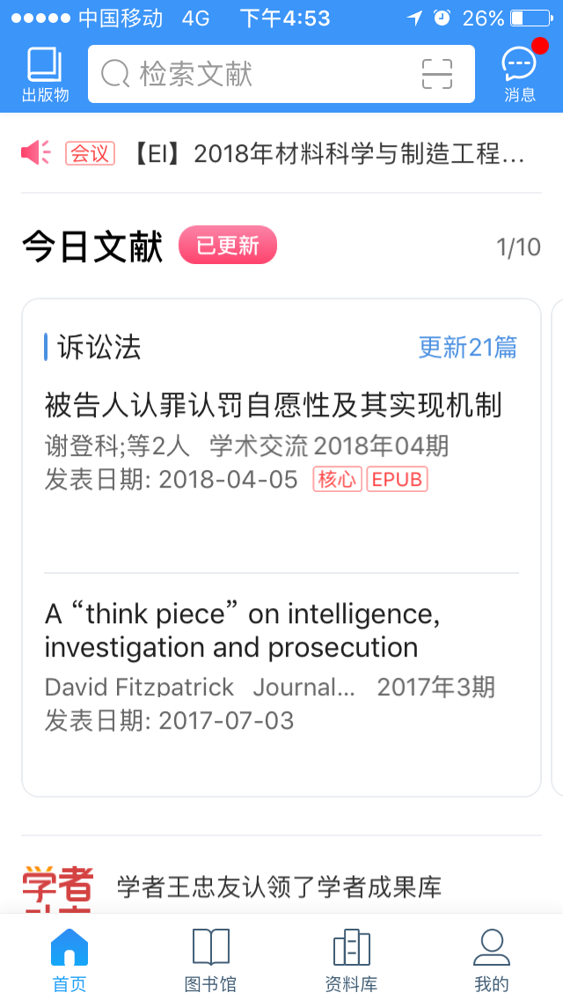 中国移动 4G 下午4:53 26%
出版物 检索文献 消息
会议 【EI】2018年材料科学与制造工程...
今日文献 已更新 1/10
诉讼法 更新21篇
被告人认罪认罚自愿性及其实现机制
谢登科;等2人 学术交流 2018年04期
发表日期: 2018-04-05 核心 EPUB
A “think piece” on intelligence,
investigation and prosecution
David Fitzpatrick Journal... 2017年3期
发表日期: 2017-07-03
学者 学者王忠友认领了学者成果库
首页 图书馆 资料库 我的